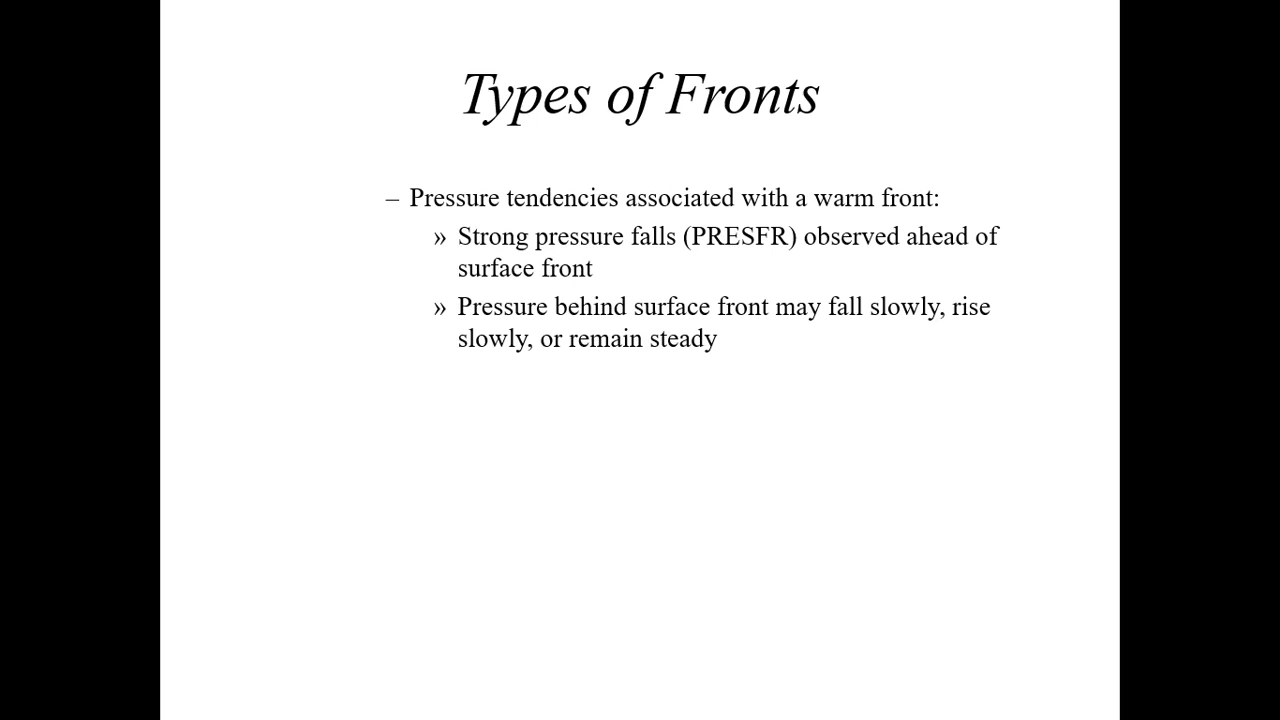 Types of Fronts
– Pressure tendencies associated with a warm front:
» Strong pressure falls (PRESFR) observed ahead of
surface front
» Pressure behind surface front may fall slowly, rise
slowly, or remain steady